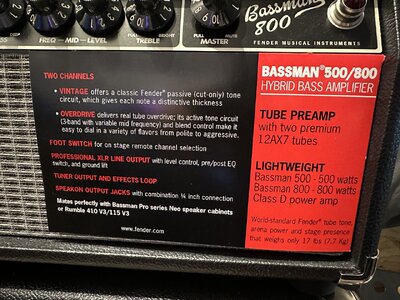 Bassman
800
FREQ-MID-LEVEL
TREBLE
PULL
MASTER
FENDER MUSICAL INSTRUMENTS
TWO CHANNELS
• VINTAGE offers a classic Fender® passive (cut-only) tone
circuit, which gives each note a distinctive thickness
• OVERDRIVE delivers real tube overdrive; its active tone circuit
(3-band with variable mid frequency) and blend control make it
easy to dial in a variety of flavors from polite to aggressive.
FOOT SWITCH for on stage remote channel selection
PROFESSIONAL XLR LINE OUTPUT with level control, pre/post EQ
switch, and ground lift
TUNER OUTPUT AND EFFECTS LOOP
SPEAKON OUTPUT JACKS with combination ¼ inch connection
Mates perfectly with Bassman Pro series Neo speaker cabinets
or Rumble 410 V3/115 V3
www.fender.com
BASSMAN® 500/800
HYBRID BASS AMPLIFIER
TUBE PREAMP
with two premium
12AX7 tubes
LIGHTWEIGHT
Bassman 500 - 500 watts
Bassman 800 - 800 watts
Class D power amp
World-standard Fender® tube tone,
arena power and stage presence
that weighs only 17 lbs (7.7 Kg)